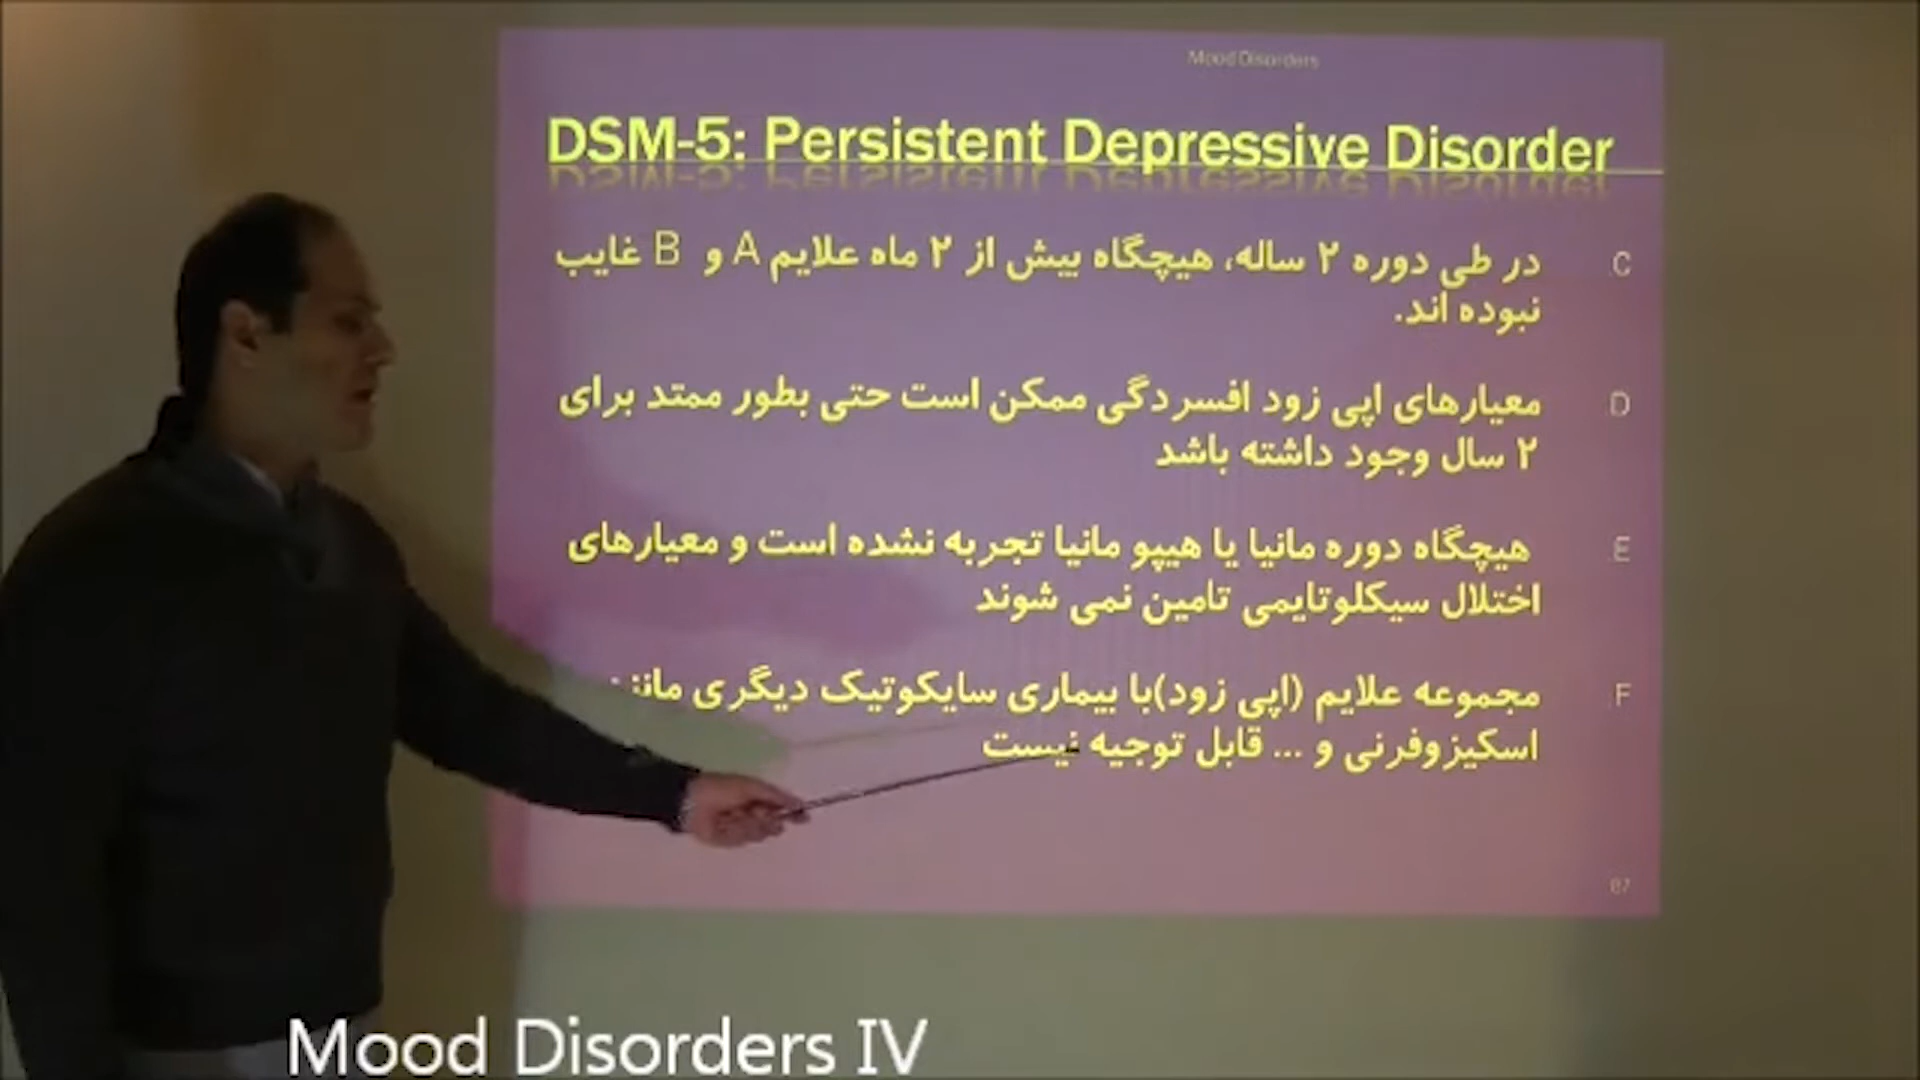 Mood Disorders
DSM-5: Persistent Depressive Disorder
C در طی دوره ۲ ساله، هیچگاه بیش از ۲ ماه علایم A و B غایب
نبوده اند.
D معیارهای اپی زود افسردگی ممکن است حتی بطور ممتد برای
۲ سال وجود داشته باشد
E هیچگاه دوره مانیا یا هیپو مانیا تجربه نشده است و معیارهای
اختلال سیکلوتایمی تامین نمی شوند
F مجموعه علایم (اپی زود)با بیماری سایکوتیک دیگری مانند
اسکیزوفرنی و ... قابل توجیه نیست
87
Mood Disorders IV